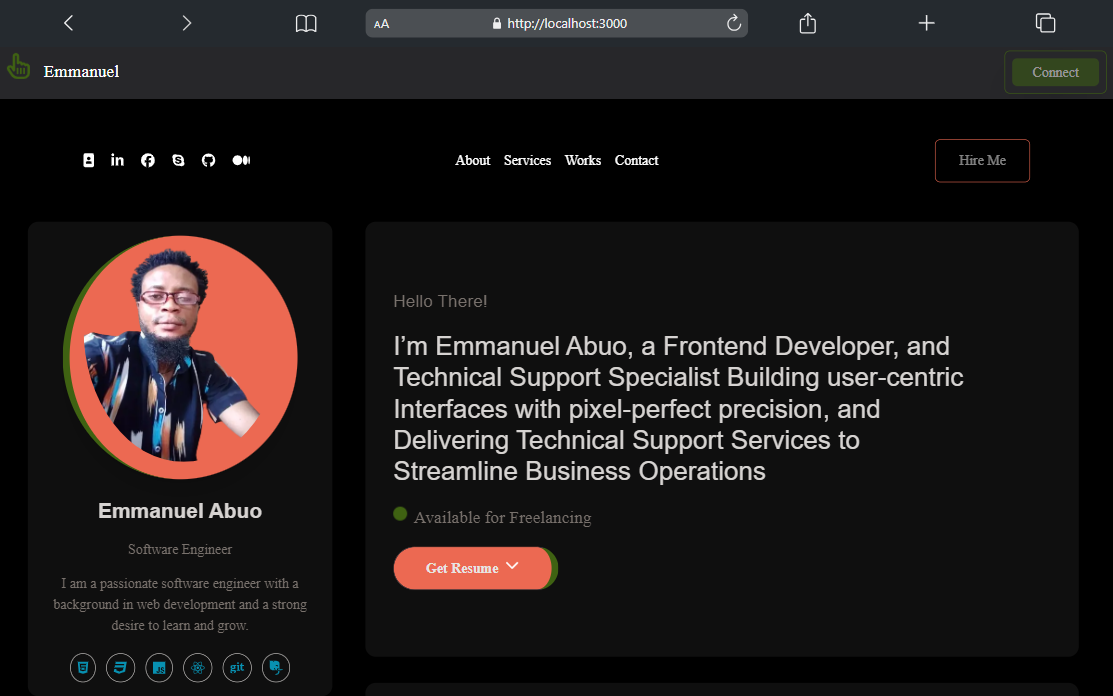 AA http://localhost:3000
Emmanuel
Connect
in
About Services Works Contact
Hire Me
Hello There!
I’m Emmanuel Abuo, a Frontend Developer, and
Technical Support Specialist Building user-centric
Interfaces with pixel-perfect precision, and
Delivering Technical Support Services to
Streamline Business Operations
Available for Freelancing
Get Resume
Emmanuel Abuo
Software Engineer
I am a passionate software engineer with a
background in web development and a strong
desire to learn and grow.
JS git